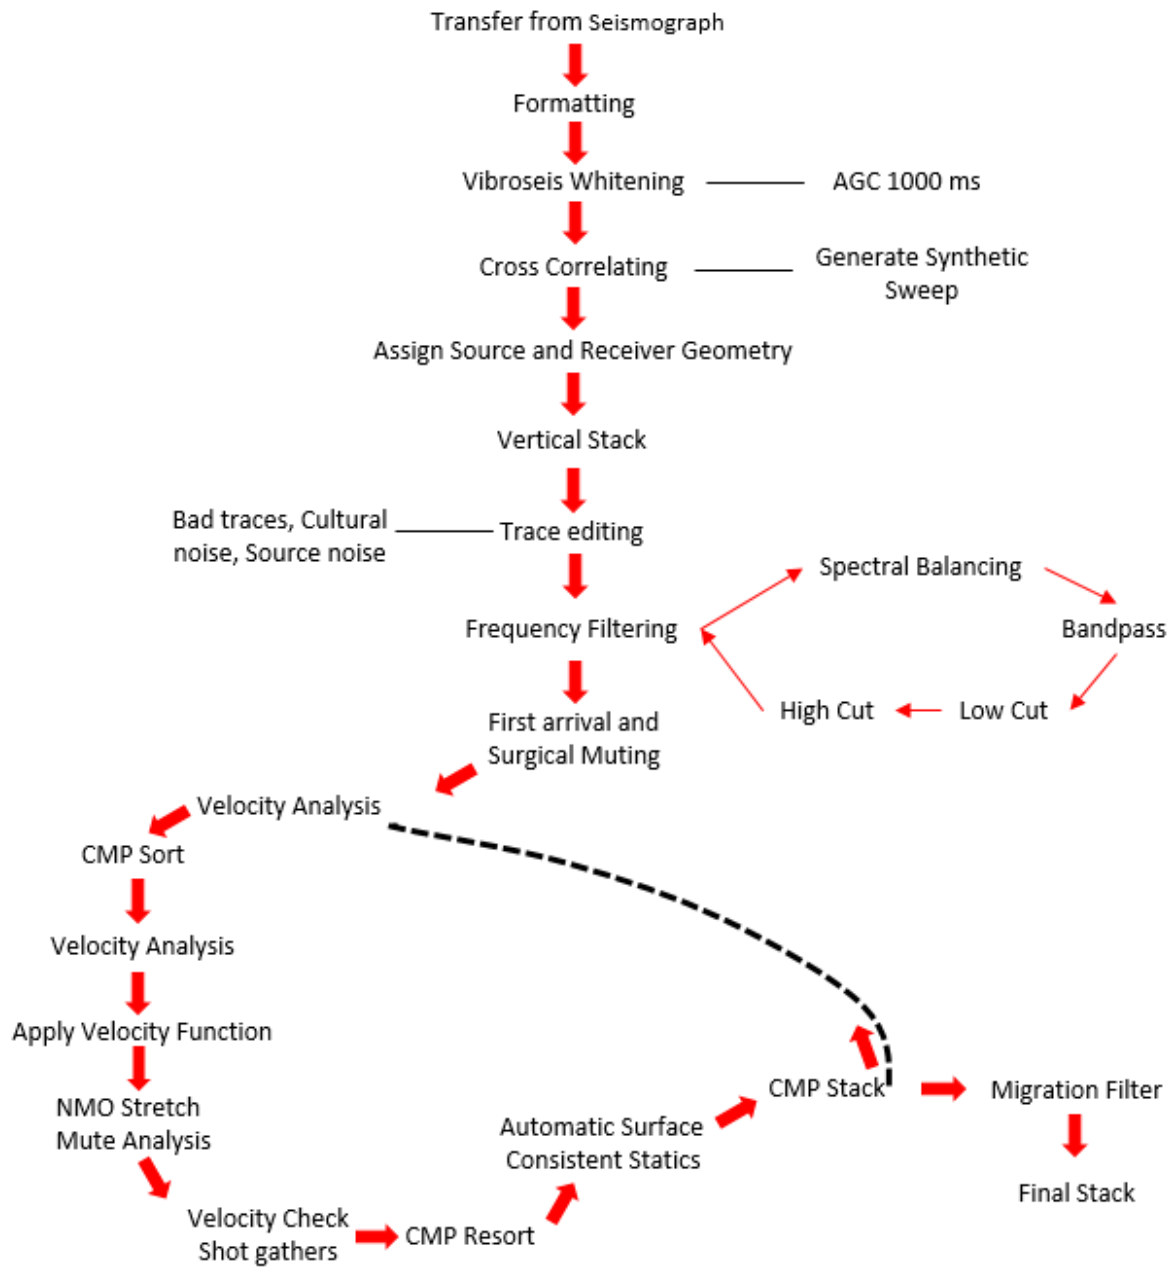 Transfer from Seismograph
Formatting
Vibroseis Whitening
AGC 1000 ms
Cross Correlating
Generate Synthetic
Sweep
Assign Source and Receiver Geometry
Vertical Stack
Bad traces, Cultural
noise, Source noise
Trace editing
Spectral Balancing
Frequency Filtering
Bandpass
High Cut
Low Cut
First arrival and
Surgical Muting
Velocity Analysis
CMP Sort
Velocity Analysis
Apply Velocity Function
NMO Stretch
Mute Analysis
Velocity Check
Shot gathers
CMP Resort
Automatic Surface
Consistent Statics
CMP Stack
Migration Filter
Final Stack